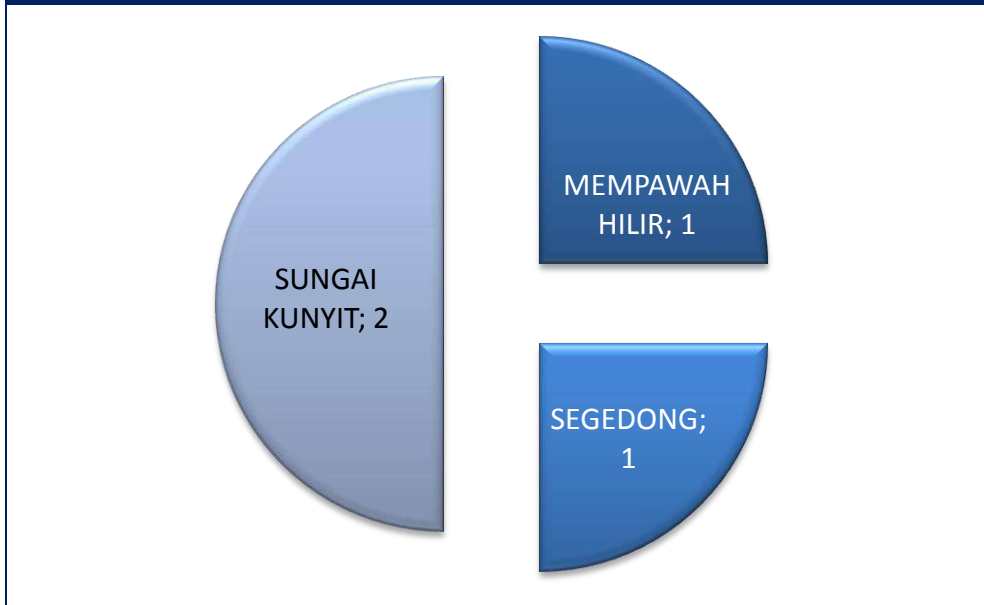 MEMPAWAH
HILIR; 1
SUNGAI
KUNYIT; 2
SEGEDONG;
1